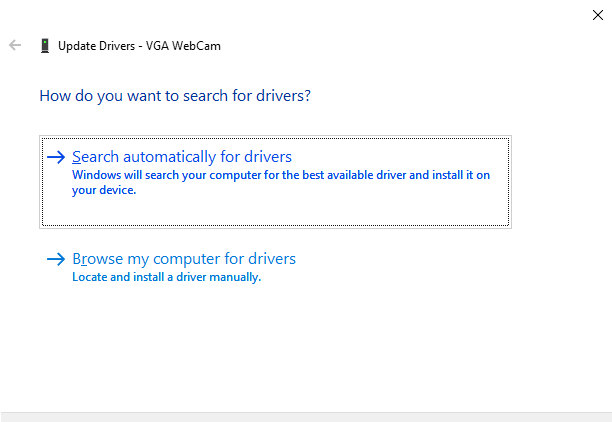 Update Drivers - VGA WebCam
How do you want to search for drivers?
Search automatically for drivers
Windows will search your computer for the best available driver and install it on
your device.
Browse my computer for drivers
Locate and install a driver manually.